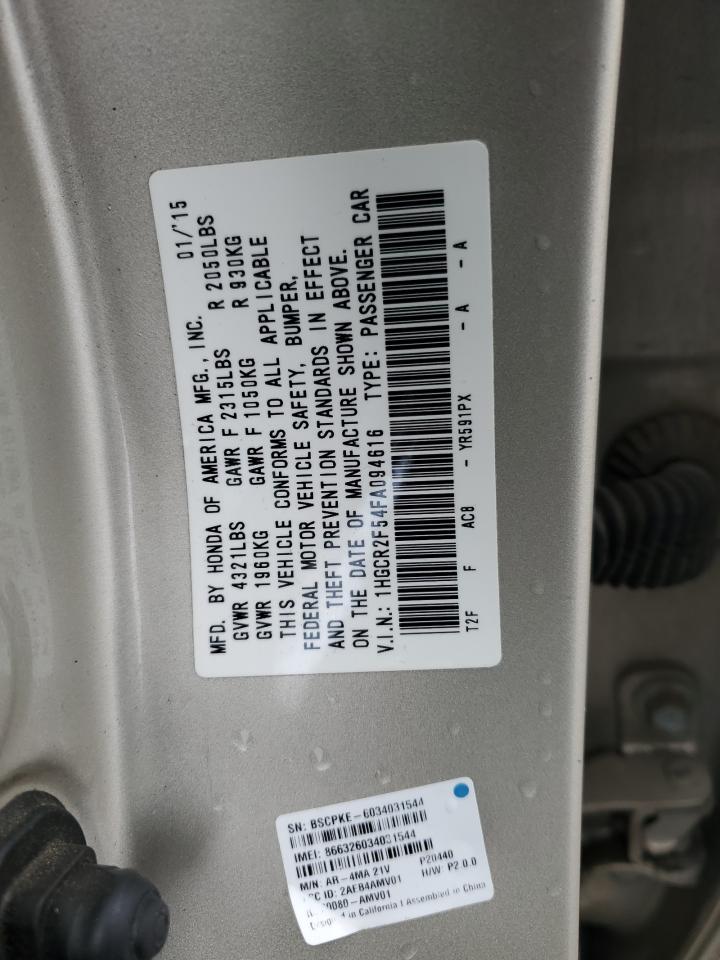 MFD. BY HONDA OF AMERICA MFG., INC. 01/'15
GVWR 4321LBS GAWR F 2315LBS R 2050LBS
GVWR 1960KG GAWR F 1050KG R 930KG
THIS VEHICLE CONFORMS TO ALL APPLICABLE
FEDERAL MOTOR VEHICLE SAFETY, BUMPER,
AND THEFT PREVENTION STANDARDS IN EFFECT
ON THE DATE OF MANUFACTURE SHOWN ABOVE.
V.I.N.: 1HGCR2F54FA094616 TYPE: PASSENGER CAR
T2F F AC8 - YR591PX - A - A
SN: BSCPKE-6034031544
IMEI: 866326034031544
M/N: AR-4MA 21V P20440
ID: 2AEB4AMV01 H/W: P2.0.0
in California | Assembled in China